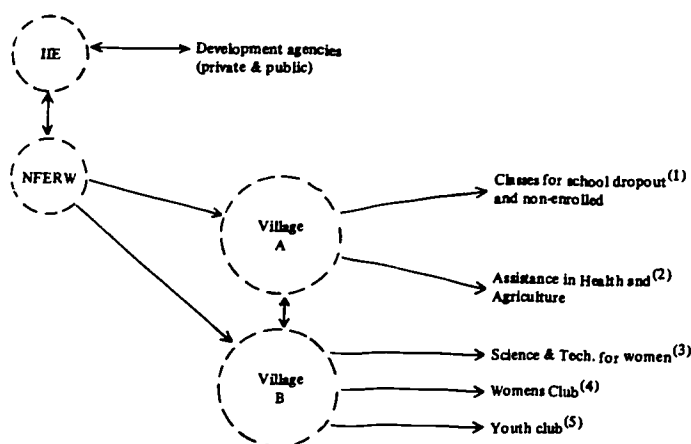 IIE
Development agencies
(private & public)
NFERW
Classes for school dropout(1)
and non-enrolled
Village
A
Assistance in Health and(2)
Agriculture
Science & Tech. for women(3)
Village
B
Womens Club(4)
Youth club(5)